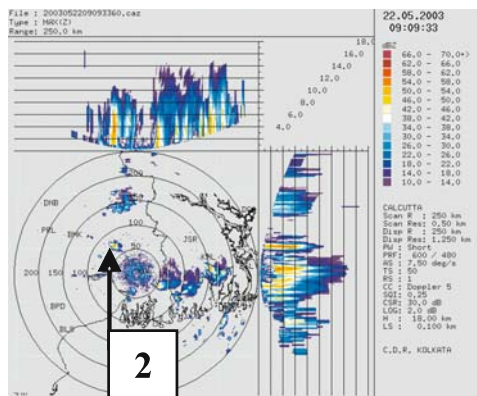 File : 2003052209093360.caz
Type : MAX(Z)
Range: 250.0 km
18.0
16.0
14.0
12.0
10.0
8.0
6.0
4.0
22.05.2003
09:09:33
dBZ
66.0 - 70.0+>
62.0 - 66.0
58.0 - 62.0
54.0 - 58.0
50.0 - 54.0
46.0 - 50.0
42.0 - 46.0
38.0 - 42.0
34.0 - 38.0
30.0 - 34.0
26.0 - 30.0
22.0 - 26.0
18.0 - 22.0
14.0 - 18.0
10.0 - 14.0
200
DHB
PRL
BNK
100
50
JSR
200 150 100
BPD
BLS
2
CALCUTTA
Scan R : 250 km
Scan Res: 0.50 km
Disp R : 250 km
Disp Res: 1.250 km
PW : Short
PRF: 600 / 480
AS : 7.50 deg/s
TS : 50
RS : 1
CC : Doppler 5
SQI: 0.25
CSR: 30.0 dB
LOG: 2.0 dB
H : 18.00 km
LS : 0.100 km
C.D.R. KOLKATA